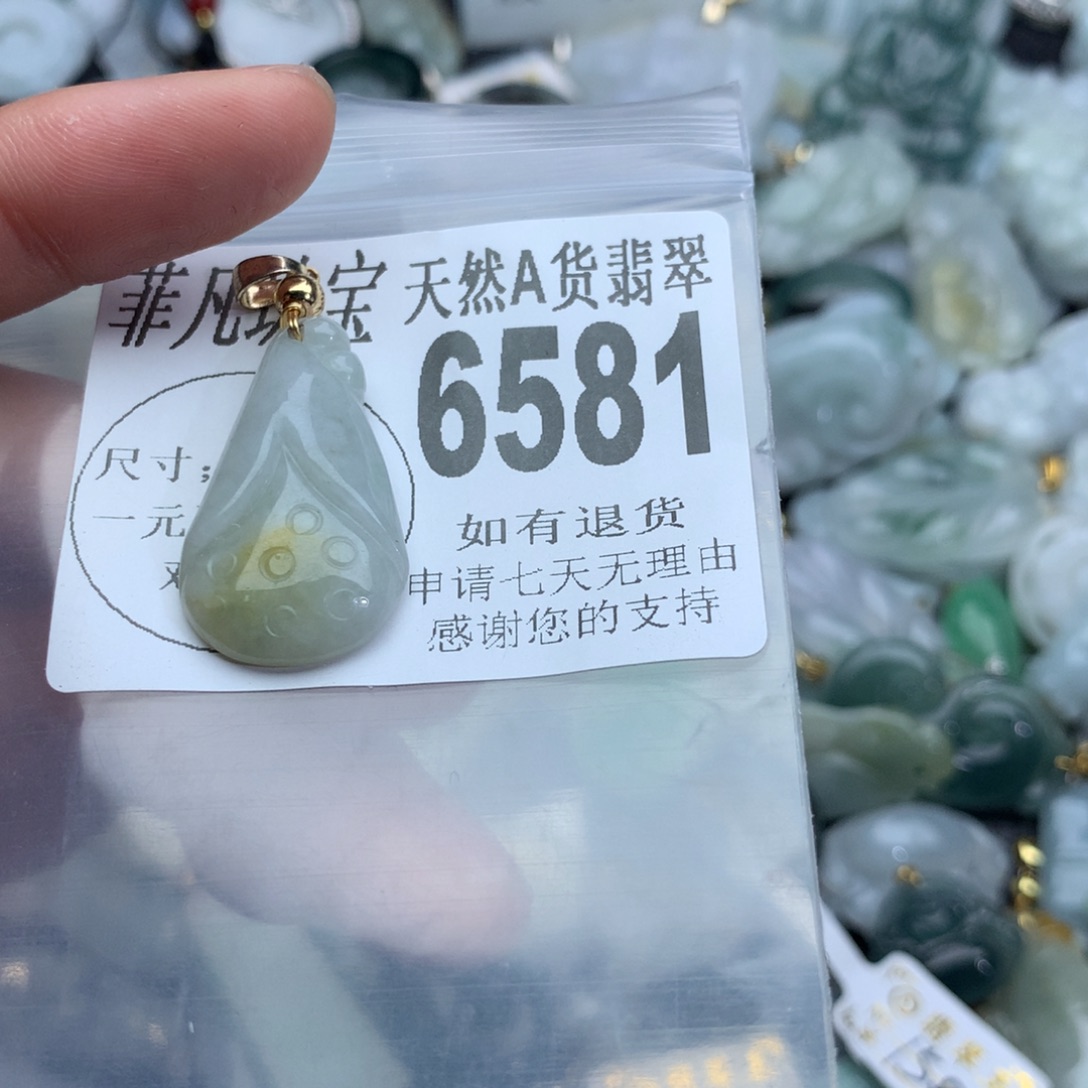 菲凡珠宝 天然A货翡翠
6581
尺寸;
一元
如有退货
申请七天无理由
感谢您的支持